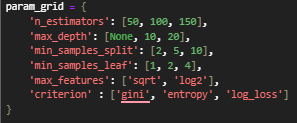 param_grid = {
    'n_estimators': [50, 100, 150],
    'max_depth': [None, 10, 20],
    'min_samples_split': [2, 5, 10],
    'min_samples_leaf': [1, 2, 4],
    'max_features': ['sqrt', 'log2'],
    'criterion' : ['gini', 'entropy', 'log_loss']
}